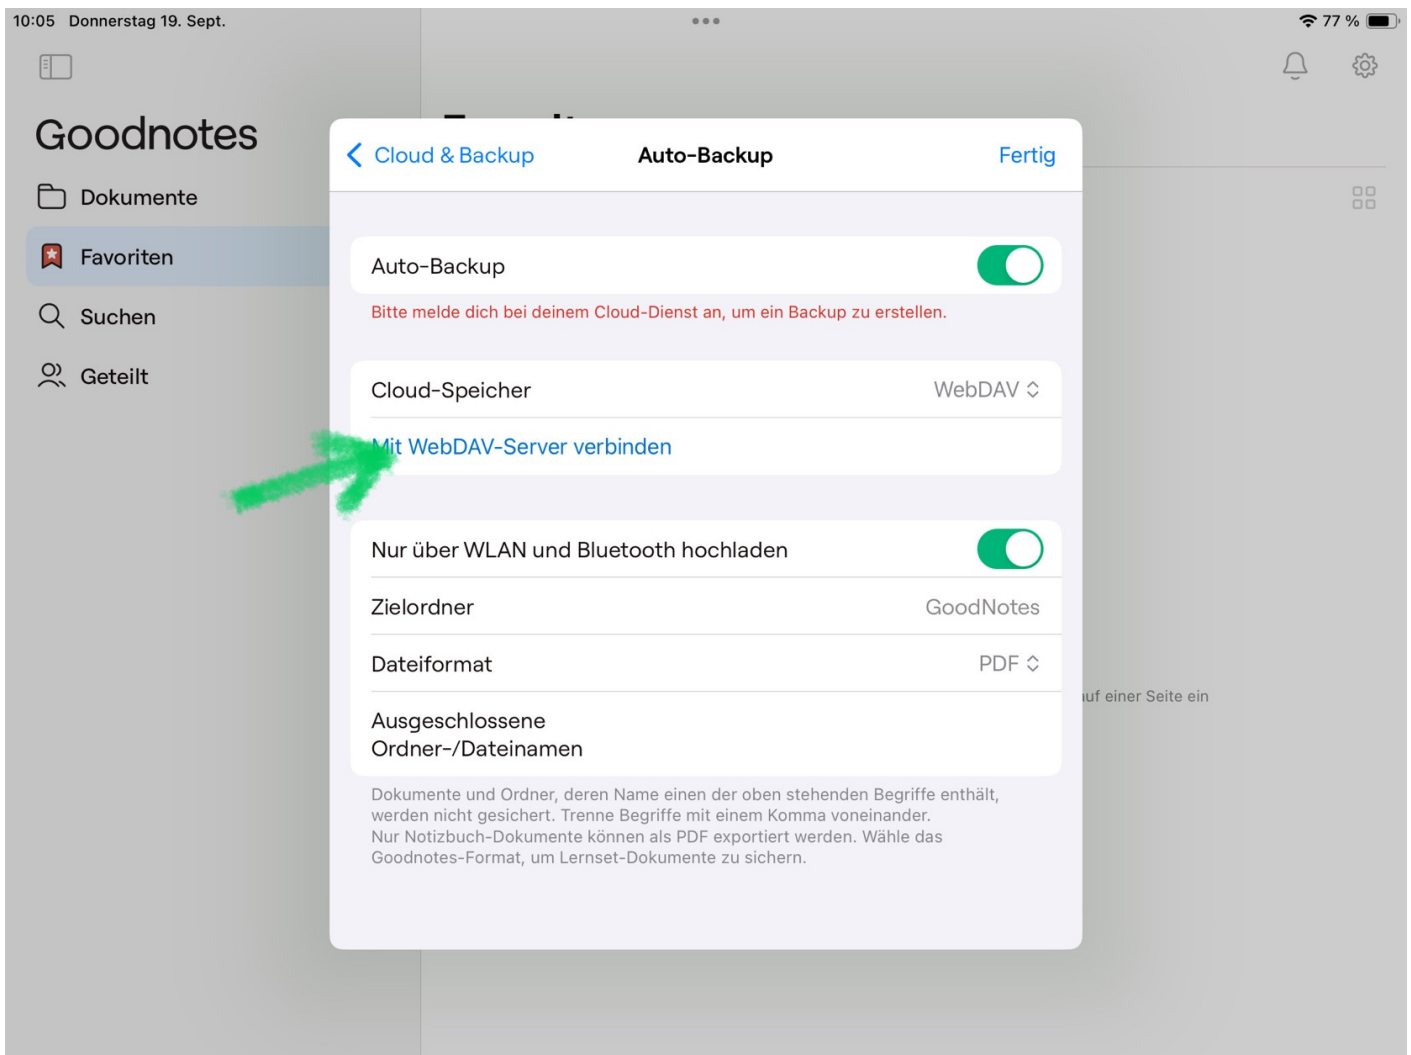 10:05 Donnerstag 19. Sept.
77 %
Goodnotes
Dokumente
Favoriten
Suchen
Geteilt
Cloud & Backup
Auto-Backup
Fertig
Auto-Backup
Bitte melde dich bei deinem Cloud-Dienst an, um ein Backup zu erstellen.
Cloud-Speicher
WebDAV
Mit WebDAV-Server verbinden
Nur über WLAN und Bluetooth hochladen
Zielordner
GoodNotes
Dateiformat
PDF
Ausgeschlossene
Ordner-/Dateinamen
Dokumente und Ordner, deren Name einen der oben stehenden Begriffe enthält,
werden nicht gesichert. Trenne Begriffe mit einem Komma voneinander.
Nur Notizbuch-Dokumente können als PDF exportiert werden. Wähle das
Goodnotes-Format, um Lernset-Dokumente zu sichern.
auf einer Seite ein